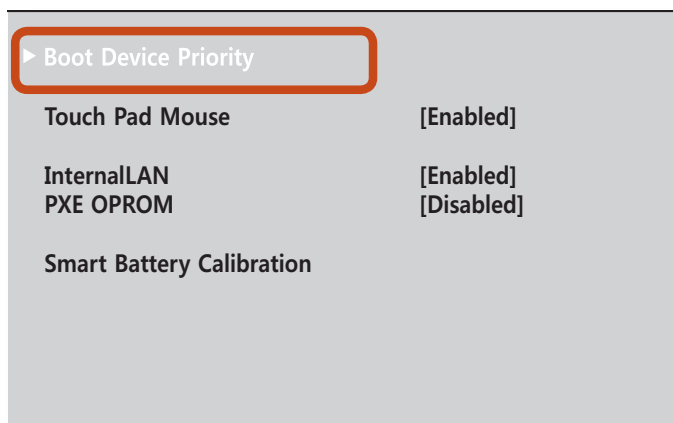 ▶ Boot Device Priority
Touch Pad Mouse [Enabled]
InternalLAN [Enabled]
PXE OPROM [Disabled]
Smart Battery Calibration